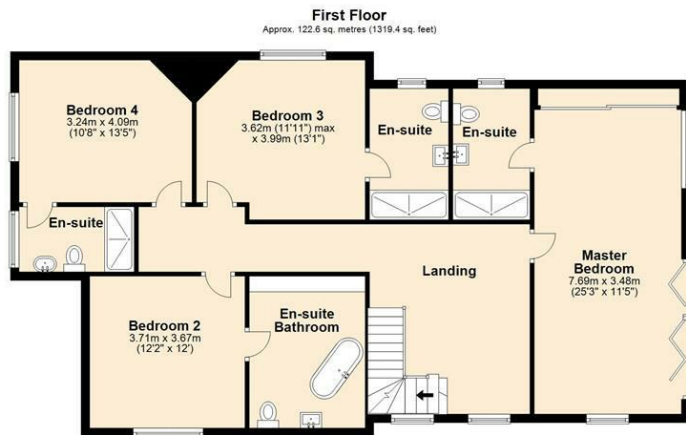 First Floor
Approx. 122.6 sq. metres (1319.4 sq. feet)
Bedroom 4
3.24m x 4.09m
(10'8" x 13'5")
Bedroom 3
3.62m (11'11") max
x 3.99m (13'1")
En-suite
En-suite
En-suite
Landing
Master
Bedroom
7.69m x 3.48m
(25'3" x 11'5")
Bedroom 2
3.71m x 3.67m
(12'2" x 12')
En-suite
Bathroom